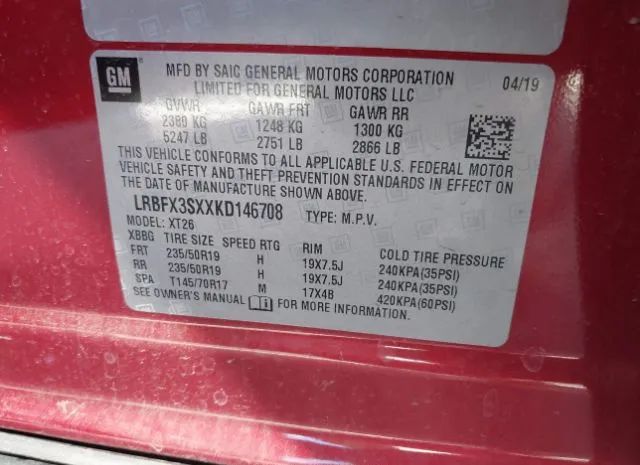 GM
MFD BY SAIC GENERAL MOTORS CORPORATION
LIMITED FOR GENERAL MOTORS LLC
04/19
GVWR GAWR FRT GAWR RR
2380 KG 1248 KG 1300 KG
5247 LB 2751 LB 2866 LB
THIS VEHICLE CONFORMS TO ALL APPLICABLE U.S. FEDERAL MOTOR
VEHICLE SAFETY AND THEFT PREVENTION STANDARDS IN EFFECT ON
THE DATE OF MANUFACTURE SHOWN ABOVE.
LRBFX3SXXKD146708 TYPE: M.P.V.
MODEL: XT26
XBBG TIRE SIZE SPEED RTG RIM COLD TIRE PRESSURE
FRT 235/50R19 H 19X7.5J 240KPA(35PSI)
RR 235/50R19 H 19X7.5J 240KPA(35PSI)
SPA T145/70R17 M 17X4B 420KPA(60PSI)
SEE OWNER'S MANUAL FOR MORE INFORMATION.